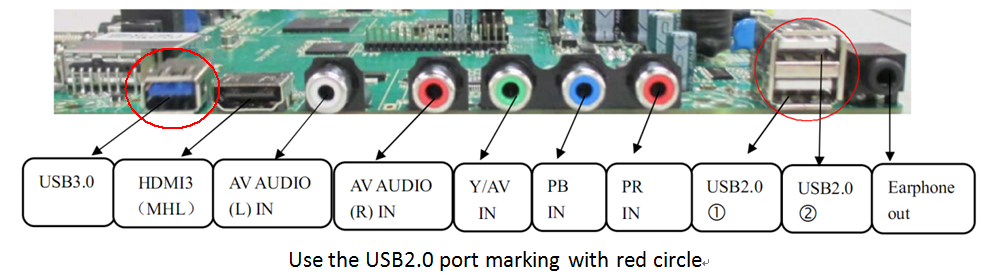 USB3.0
HDMI3
（MHL）
AV AUDIO
(L) IN
AV AUDIO
(R) IN
Y/AV
IN
PB
IN
PR
IN
USB2.0
①
USB2.0
②
Earphone
out
Use the USB2.0 port marking with red circle